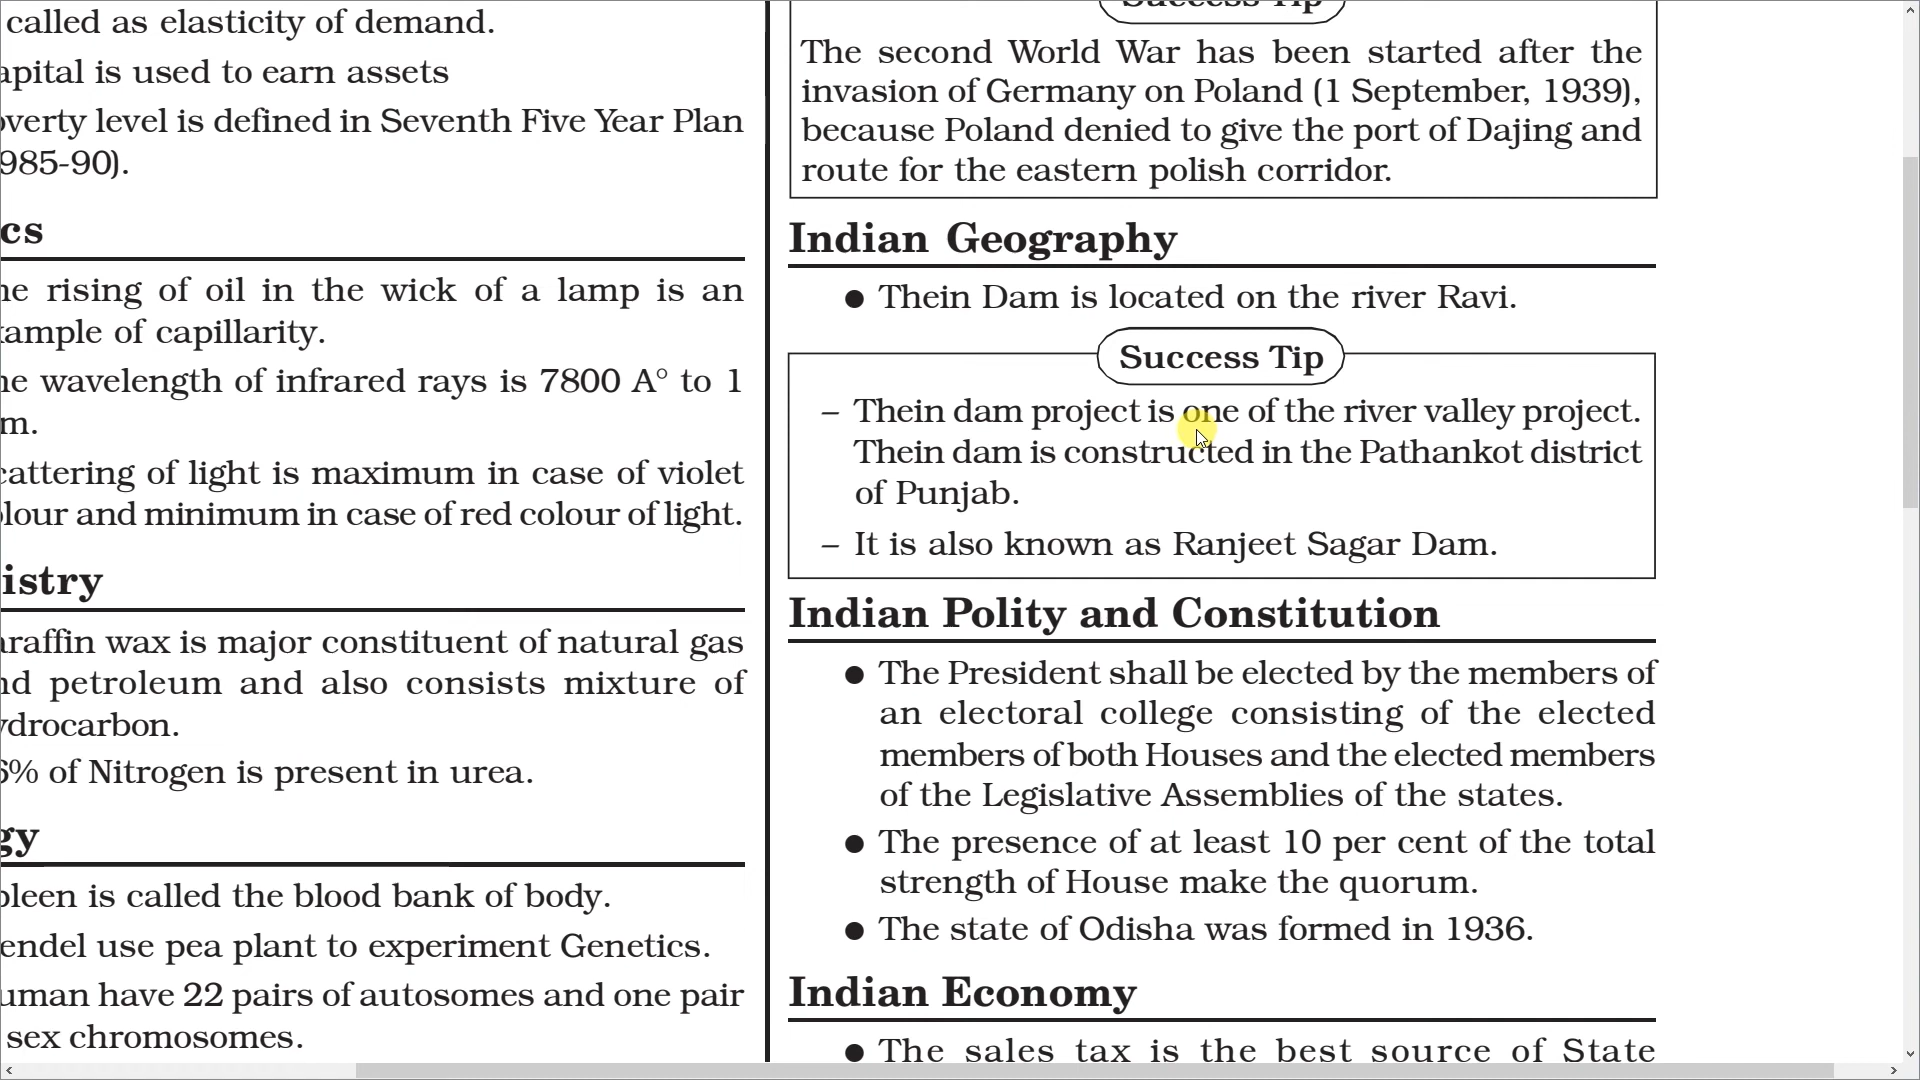 called as elasticity of demand.
apital is used to earn assets
overty level is defined in Seventh Five Year Plan
985-90).
cs
he rising of oil in the wick of a lamp is an
ample of capillarity.
he wavelength of infrared rays is 7800 A° to 1
m.
cattering of light is maximum in case of violet
lour and minimum in case of red colour of light.
istry
araffin wax is major constituent of natural gas
nd petroleum and also consists mixture of
ydrocarbon.
6% of Nitrogen is present in urea.
gy
pleen is called the blood bank of body.
endel use pea plant to experiment Genetics.
uman have 22 pairs of autosomes and one pair
sex chromosomes.
Success Tip
The second World War has been started after the
invasion of Germany on Poland (1 September, 1939),
because Poland denied to give the port of Dajing and
route for the eastern polish corridor.
Indian Geography
● Thein Dam is located on the river Ravi.
Success Tip
– Thein dam project is one of the river valley project.
Thein dam is constructed in the Pathankot district
of Punjab.
– It is also known as Ranjeet Sagar Dam.
Indian Polity and Constitution
● The President shall be elected by the members of
an electoral college consisting of the elected
members of both Houses and the elected members
of the Legislative Assemblies of the states.
● The presence of at least 10 per cent of the total
strength of House make the quorum.
● The state of Odisha was formed in 1936.
Indian Economy
● The sales tax is the best source of State